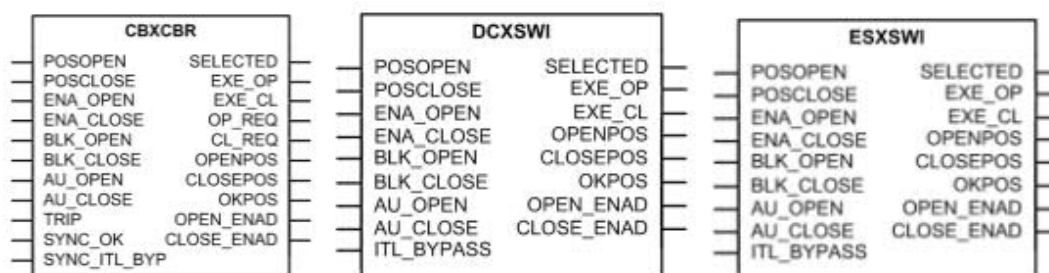 CBXCBR
POSOPEN SELECTED
POSCLOSE EXE_OP
ENA_OPEN EXE_CL
ENA_CLOSE OP_REQ
BLK_OPEN CL_REQ
BLK_CLOSE OPENPOS
AU_OPEN CLOSEPOS
AU_CLOSE OKPOS
TRIP OPEN_ENAD
SYNC_OK CLOSE_ENAD
SYNC_ITL_BYP
DCXSWI
POSOPEN SELECTED
POSCLOSE EXE_OP
ENA_OPEN EXE_CL
ENA_CLOSE OPENPOS
BLK_OPEN CLOSEPOS
BLK_CLOSE OKPOS
AU_OPEN OPEN_ENAD
AU_CLOSE CLOSE_ENAD
ITL_BYPASS
ESXSWI
POSOPEN SELECTED
POSCLOSE EXE_OP
ENA_OPEN EXE_CL
ENA_CLOSE OPENPOS
BLK_OPEN CLOSEPOS
BLK_CLOSE OKPOS
AU_OPEN OPEN_ENAD
AU_CLOSE CLOSE_ENAD
ITL_BYPASS